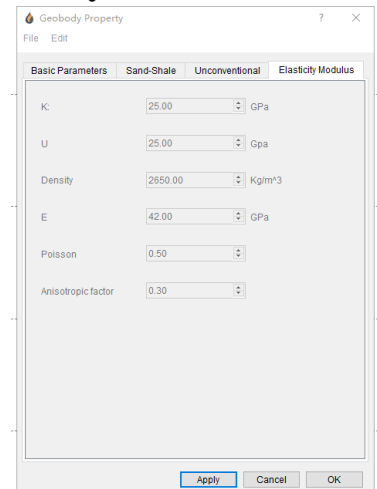 Geobody Property ?
File Edit
Basic Parameters Sand-Shale Unconventional Elasticity Modulus
K: 25.00 GPa
U 25.00 Gpa
Density 2650.00 Kg/m^3
E 42.00 GPa
Poisson 0.50
Anisotropic factor 0.30
Apply Cancel OK